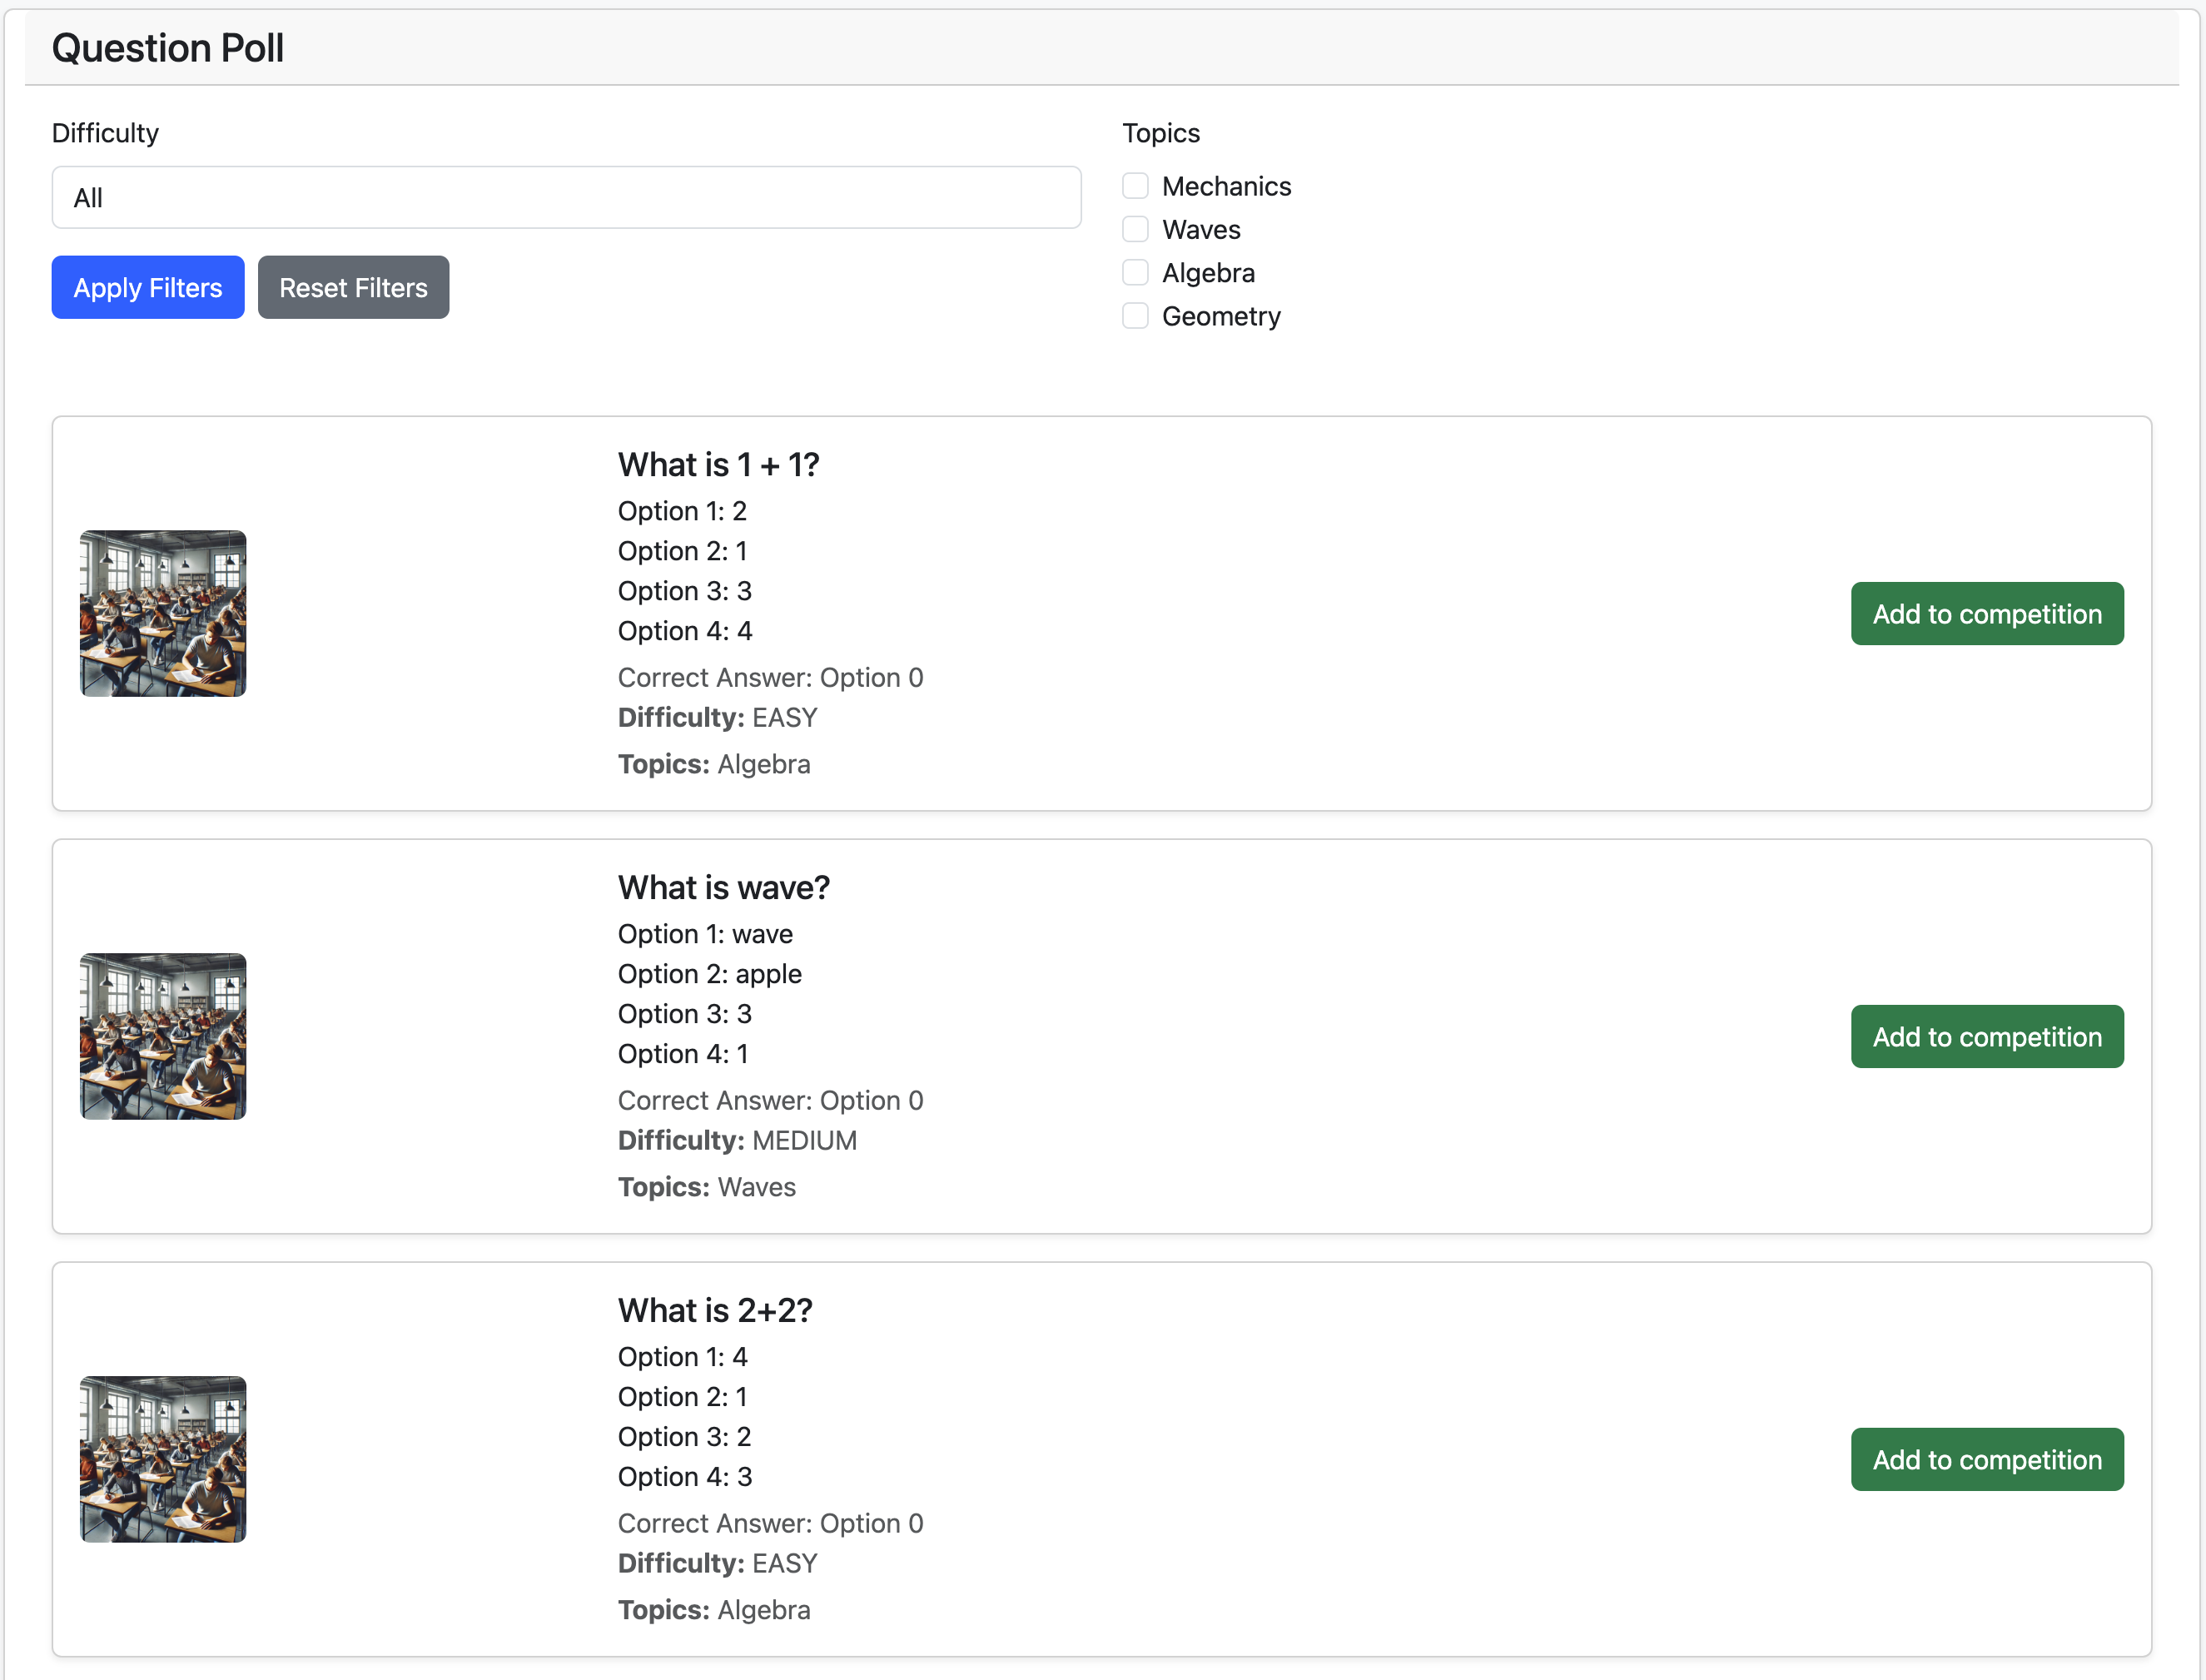 Question Poll
Difficulty
All
Apply Filters
Reset Filters
Topics
Mechanics
Waves
Algebra
Geometry
What is 1 + 1?
Option 1: 2
Option 2: 1
Option 3: 3
Option 4: 4
Correct Answer: Option 0
Difficulty: EASY
Topics: Algebra
Add to competition
What is wave?
Option 1: wave
Option 2: apple
Option 3: 3
Option 4: 1
Correct Answer: Option 0
Difficulty: MEDIUM
Topics: Waves
Add to competition
What is 2+2?
Option 1: 4
Option 2: 1
Option 3: 2
Option 4: 3
Correct Answer: Option 0
Difficulty: EASY
Topics: Algebra
Add to competition